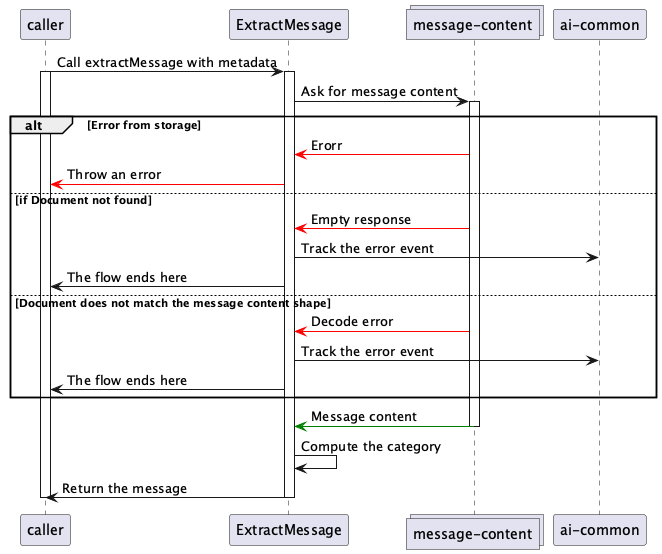 caller ExtractMessage message-content ai-common
Call extractMessage with metadata
Ask for message content
alt [Error from storage]
Erorr
Throw an error
[if Document not found]
Empty response
Track the error event
The flow ends here
[Document does not match the message content shape]
Decode error
Track the error event
The flow ends here
Message content
Compute the category
Return the message
caller ExtractMessage message-content ai-common